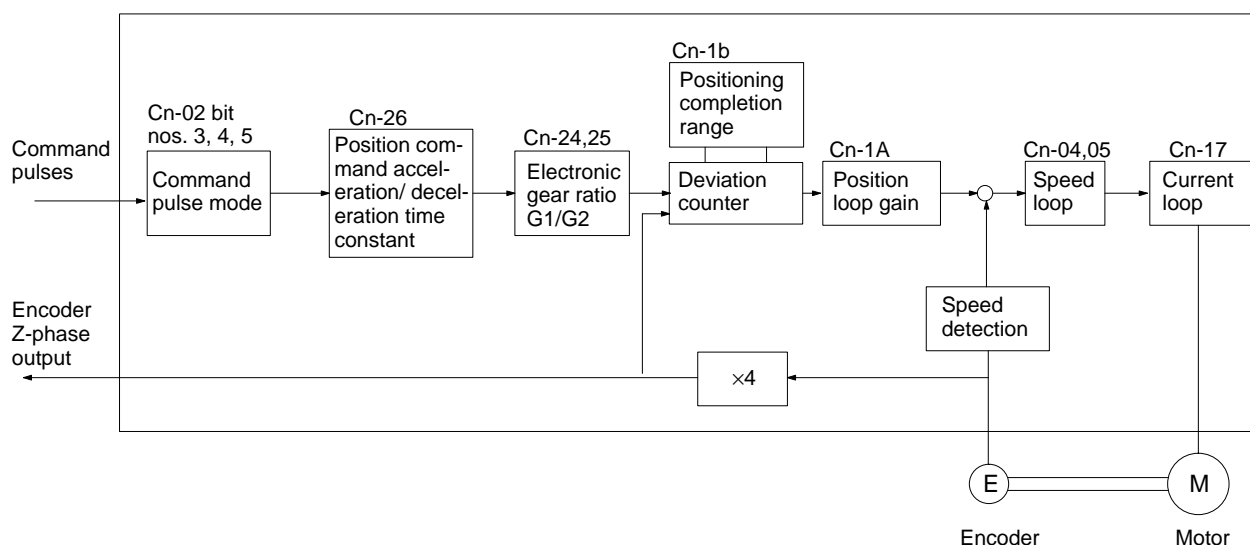 Cn-1b
Positioning
completion
range
Cn-02 bit
nos. 3, 4, 5
Cn-26
Cn-24,25
Cn-1A
Cn-04,05
Cn-17
Command
pulses
Command
pulse mode
Position com-
mand accel-
eration/ decel-
eration time
constant
Electronic
gear ratio
G1/G2
Deviation
counter
Position
loop gain
Speed
loop
Current
loop
Encoder
Z-phase
output
Speed
detection
×4
E
M
Encoder
Motor